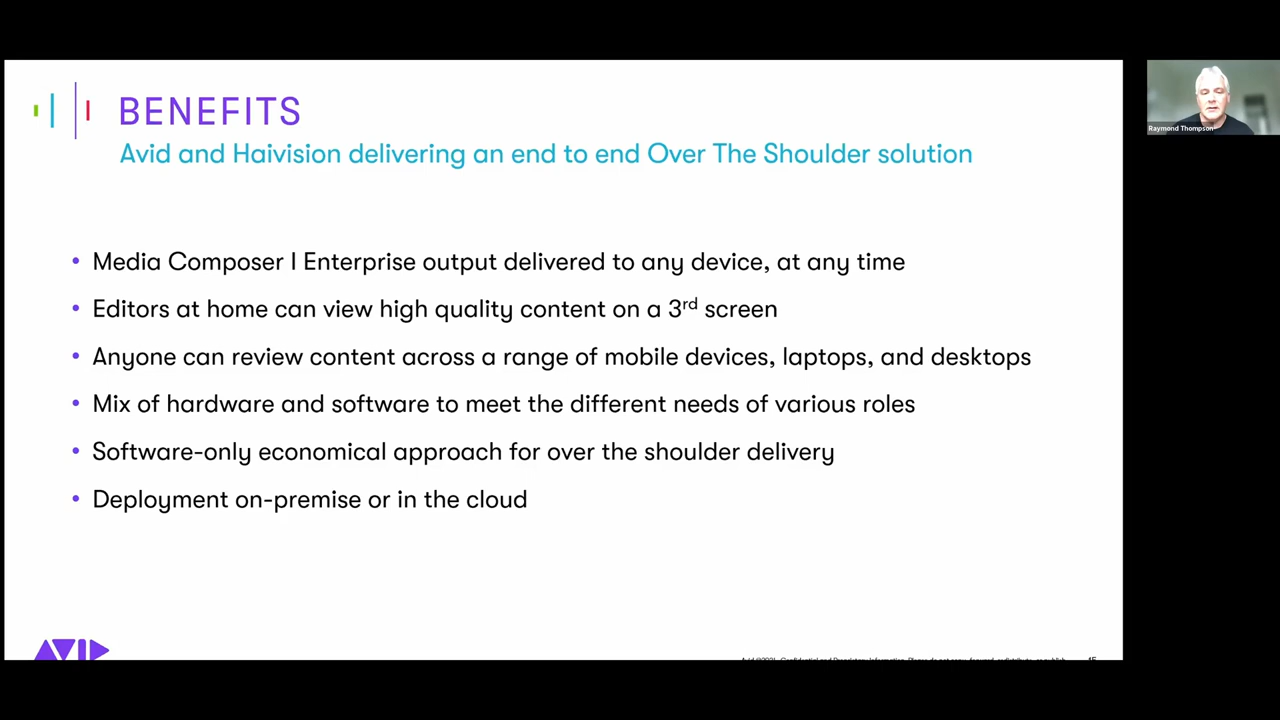 BENEFITS
Avid and Haivision delivering an end to end Over The Shoulder solution
• Media Composer | Enterprise output delivered to any device, at any time
• Editors at home can view high quality content on a 3rd screen
• Anyone can review content across a range of mobile devices, laptops, and desktops
• Mix of hardware and software to meet the different needs of various roles
• Software-only economical approach for over the shoulder delivery
• Deployment on-premise or in the cloud
AVID
Raymond Thompson